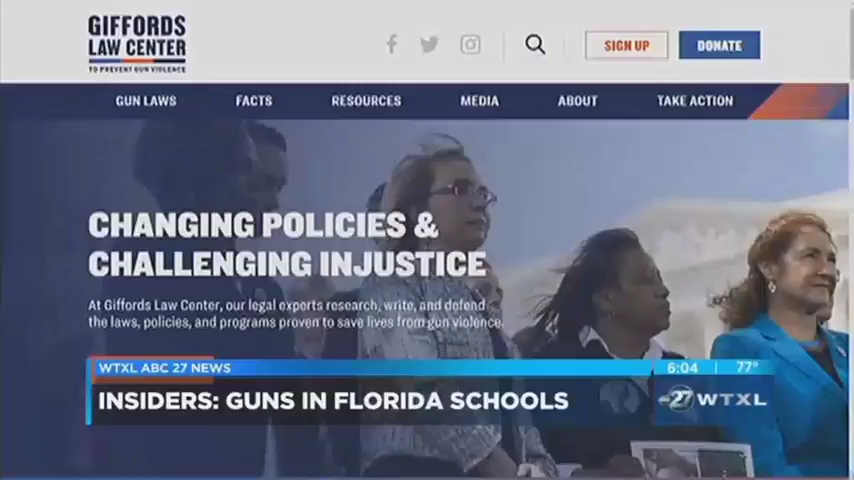 GIFFORDS
LAW CENTER
TO PREVENT GUN VIOLENCE
SIGN UP
DONATE
GUN LAWS
FACTS
RESOURCES
MEDIA
ABOUT
TAKE ACTION
CHANGING POLICIES &
CHALLENGING INJUSTICE
At Giffords Law Center, our legal experts research, write, and defend
the laws, policies, and programs proven to save lives from gun violence.
WTXL ABC 27 NEWS
6:04 | 77°
INSIDERS: GUNS IN FLORIDA SCHOOLS
abc 27 WTXL